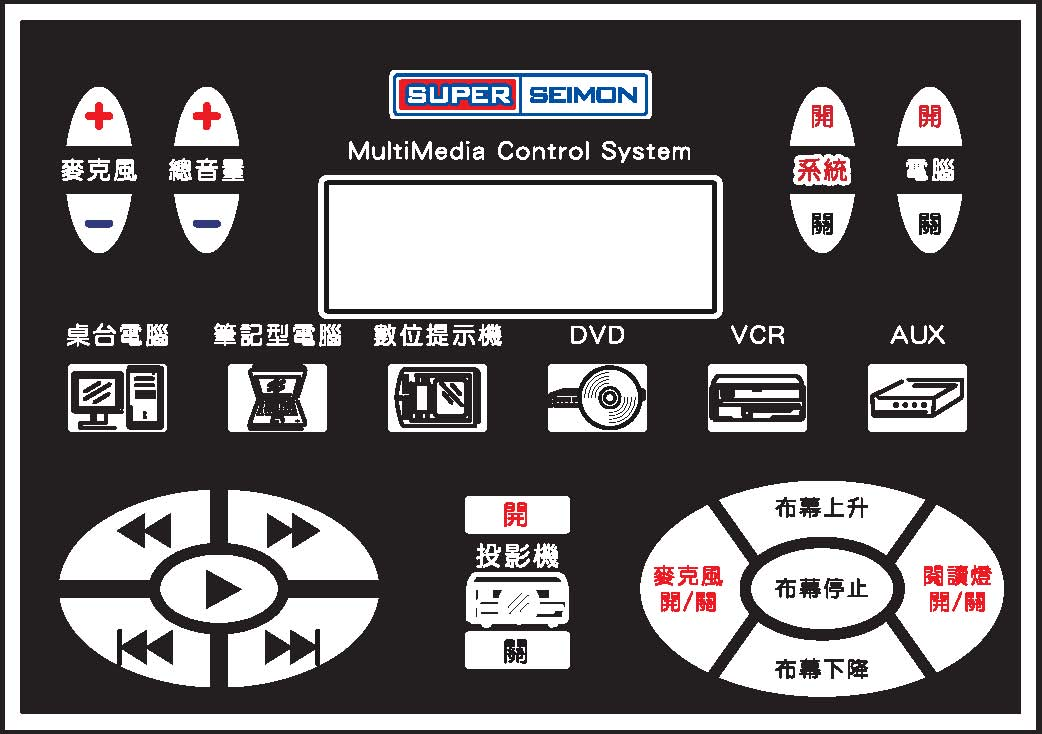 SUPER SEIMON
MultiMedia Control System
+
麥克風
−
+
總音量
−
開
系統
關
開
電腦
關
桌台電腦
筆記型電腦
數位提示機
DVD
VCR
AUX
開
投影機
關
布幕上升
麥克風
開/關
布幕停止
閱讀燈
開/關
布幕下降